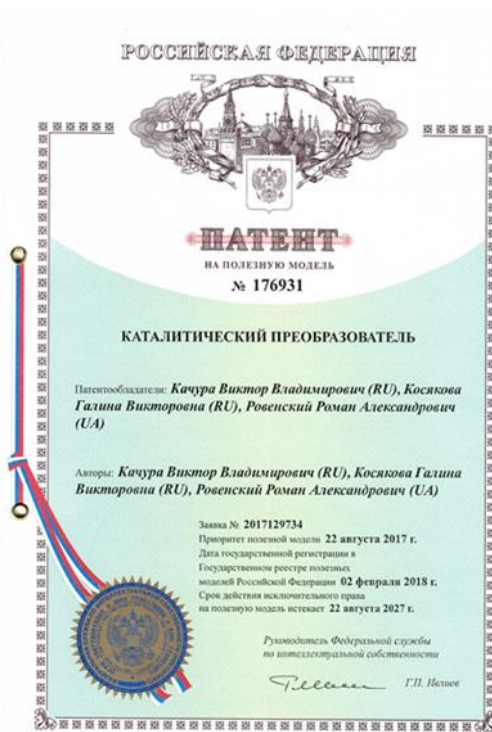 РОССИЙСКАЯ ФЕДЕРАЦИЯ
ПАТЕНТ
НА ПОЛЕЗНУЮ МОДЕЛЬ
№ 176931
КАТАЛИТИЧЕСКИЙ ПРЕОБРАЗОВАТЕЛЬ
Патентообладатели: Качура Виктор Владимирович (RU), Косякова
Галина Викторовна (RU), Ровенский Роман Александрович
(UA)
Авторы: Качура Виктор Владимирович (RU), Косякова Галина
Викторовна (RU), Ровенский Роман Александрович (UA)
Заявка № 2017129734
Приоритет полезной модели 22 августа 2017 г.
Дата государственной регистрации в
Государственном реестре полезных
моделей Российской Федерации 02 февраля 2018 г.
Срок действия исключительного права
на полезную модель истекает 22 августа 2027 г.
Руководитель Федеральной службы
по интеллектуальной собственности
Г.П. Ивлиев